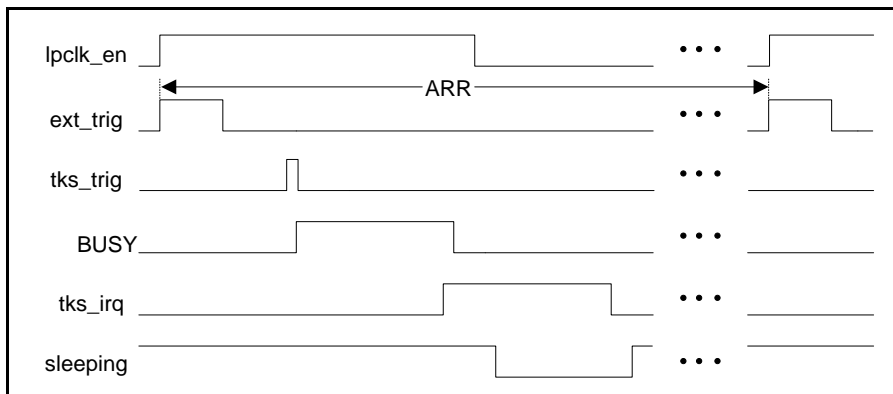 lpclk_en
• • •
ARR
ext_trig
• • •
tks_trig
• • •
BUSY
• • •
tks_irq
• • •
sleeping
• • •